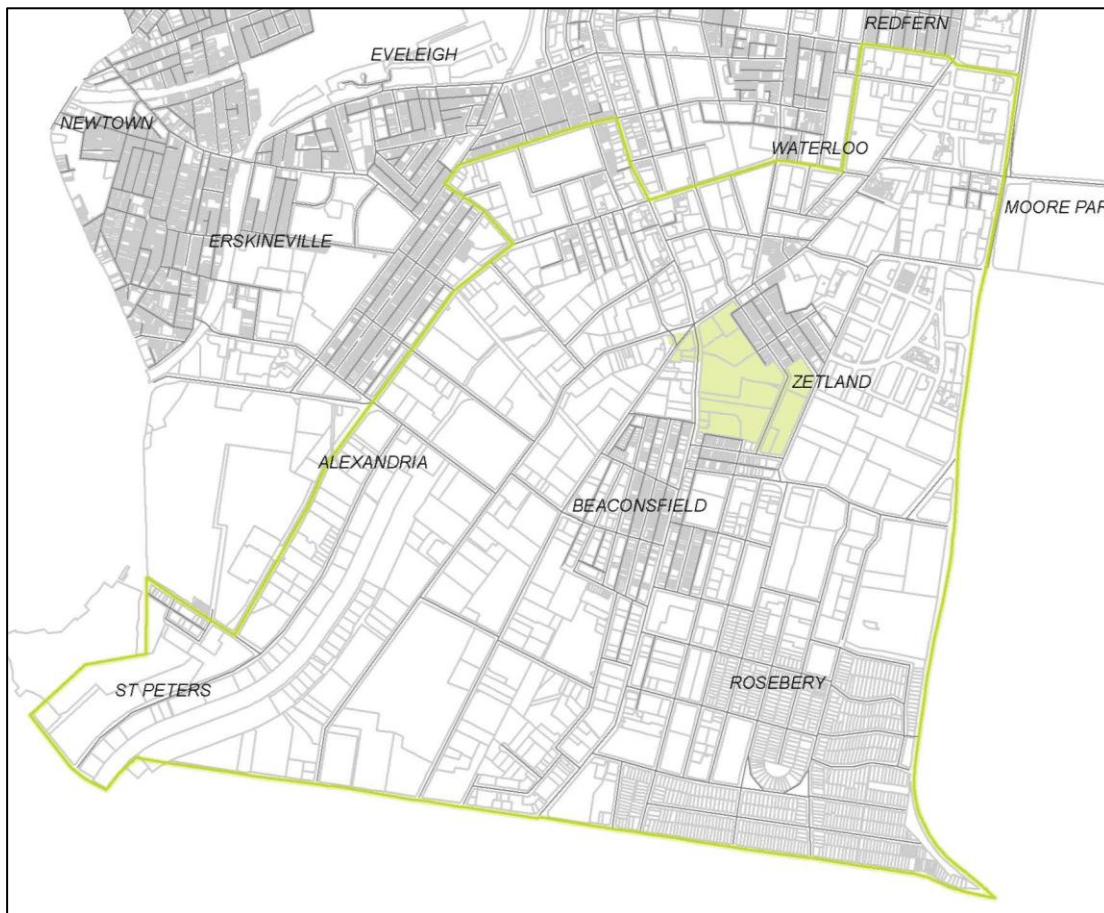 REDFERN
EVELEIGH
NEWTOWN
WATERLOO
MOORE PAR
ERSKINEVILLE
ZETLAND
ALEXANDRIA
BEACONSFIELD
ROSEBERY
ST PETERS